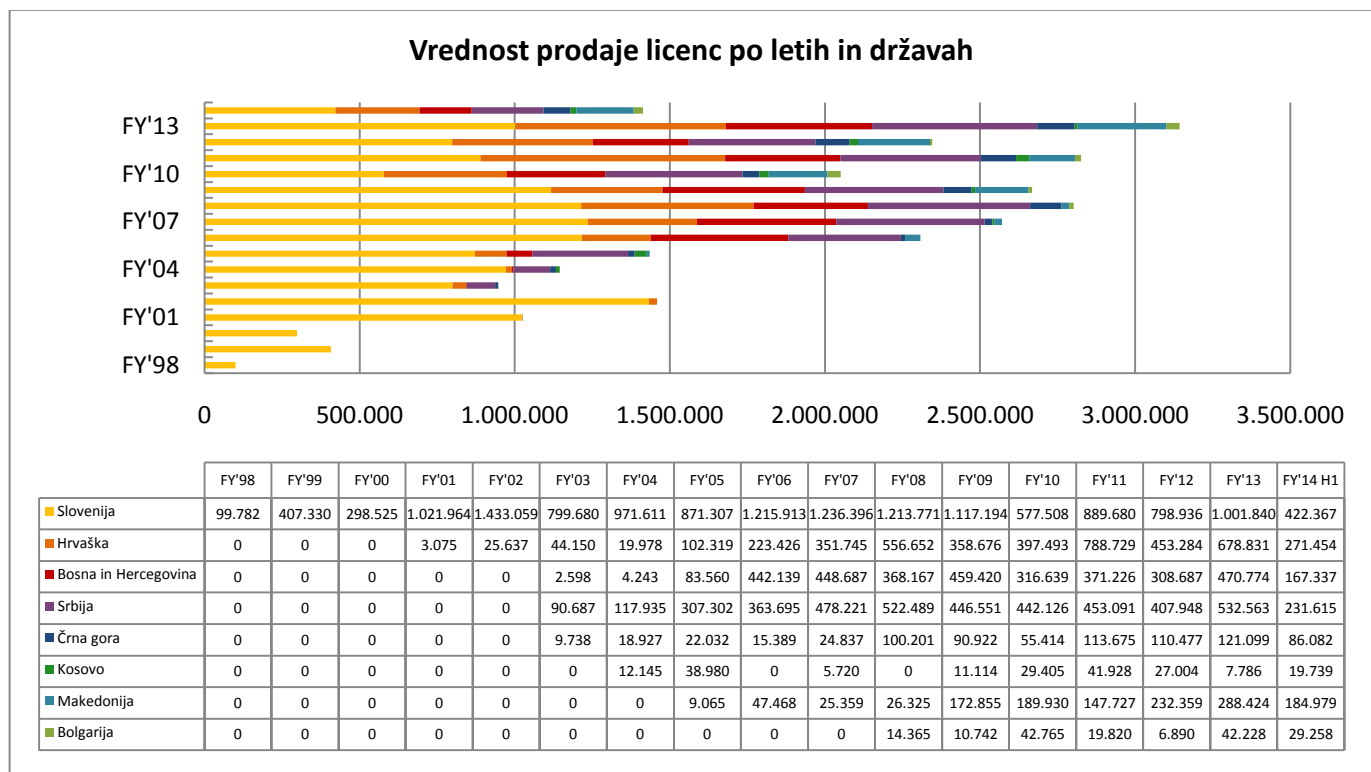 Vrednost prodaje licenc po letih in državah
FY'13
FY'10
FY'07
FY'04
FY'01
FY'98
0 500.000 1.000.000 1.500.000 2.000.000 2.500.000 3.000.000 3.500.000
FY'98 FY'99 FY'00 FY'01 FY'02 FY'03 FY'04 FY'05 FY'06 FY'07 FY'08 FY'09 FY'10 FY'11 FY'12 FY'13 FY'14 H1
Slovenija 99.782 407.330 298.525 1.021.964 1.433.059 799.680 971.611 871.307 1.215.913 1.236.396 1.213.771 1.117.194 577.508 889.680 798.936 1.001.840 422.367
Hrvaška 0 0 0 3.075 25.637 44.150 19.978 102.319 223.426 351.745 556.652 358.676 397.493 788.729 453.284 678.831 271.454
Bosna in Hercegovina 0 0 0 0 0 2.598 4.243 83.560 442.139 448.687 368.167 459.420 316.639 371.226 308.687 470.774 167.337
Srbija 0 0 0 0 0 90.687 117.935 307.302 363.695 478.221 522.489 446.551 442.126 453.091 407.948 532.563 231.615
Črna gora 0 0 0 0 0 9.738 18.927 22.032 15.389 24.837 100.201 90.922 55.414 113.675 110.477 121.099 86.082
Kosovo 0 0 0 0 0 0 12.145 38.980 0 5.720 0 11.114 29.405 41.928 27.004 7.786 19.739
Makedonija 0 0 0 0 0 0 0 9.065 47.468 25.359 26.325 172.855 189.930 147.727 232.359 288.424 184.979
Bolgarija 0 0 0 0 0 0 0 0 0 0 14.365 10.742 42.765 19.820 6.890 42.228 29.258